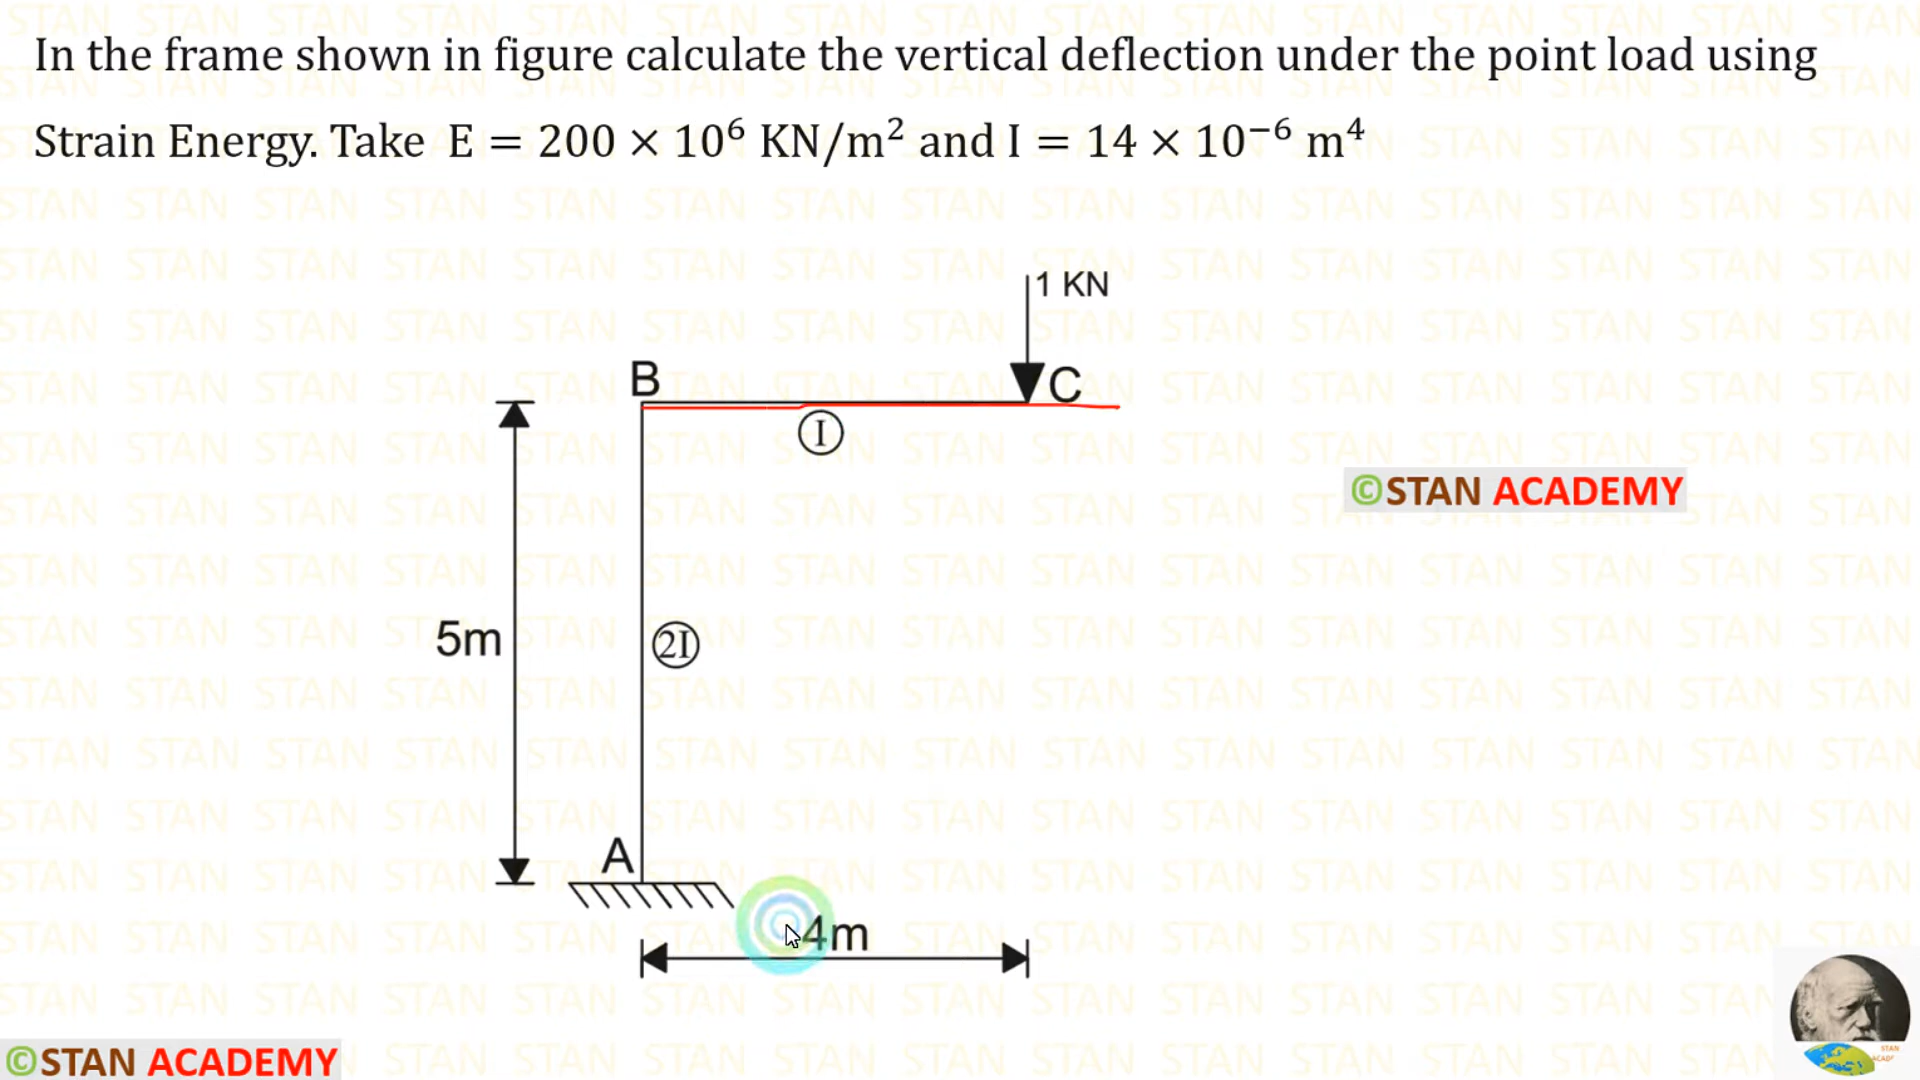 In the frame shown in figure calculate the vertical deflection under the point load using
Strain Energy. Take E = 200 × 10⁶ KN/m² and I = 14 × 10⁻⁶ m⁴
1 KN
B
C
I
©STAN ACADEMY
5m
2I
A
4m
©STAN ACADEMY